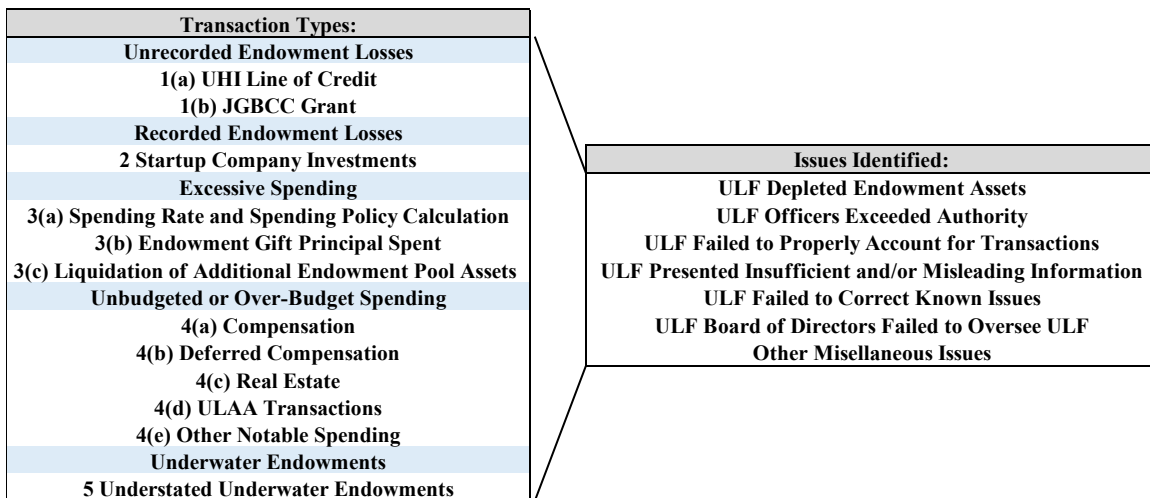 Transaction Types:
Unrecorded Endowment Losses
1(a) UHI Line of Credit
1(b) JGBCC Grant
Recorded Endowment Losses
2 Startup Company Investments
Excessive Spending
3(a) Spending Rate and Spending Policy Calculation
3(b) Endowment Gift Principal Spent
3(c) Liquidation of Additional Endowment Pool Assets
Unbudgeted or Over-Budget Spending
4(a) Compensation
4(b) Deferred Compensation
4(c) Real Estate
4(d) ULAA Transactions
4(e) Other Notable Spending
Underwater Endowments
5 Understated Underwater Endowments
Issues Identified:
ULF Depleted Endowment Assets
ULF Officers Exceeded Authority
ULF Failed to Properly Account for Transactions
ULF Presented Insufficient and/or Misleading Information
ULF Failed to Correct Known Issues
ULF Board of Directors Failed to Oversee ULF
Other Misellaneous Issues